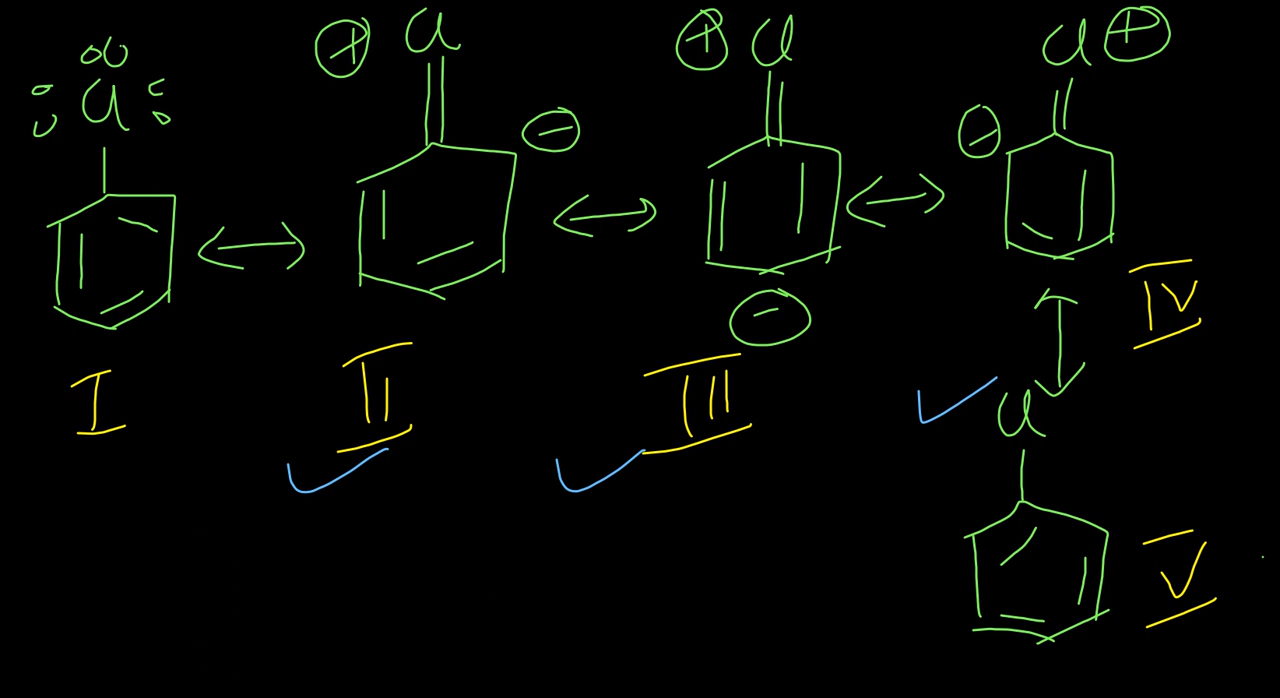 Cl
⊕ Cl ⊖
⊕ Cl ⊖
Cl ⊕ ⊖
I
II
III
IV
Cl
V